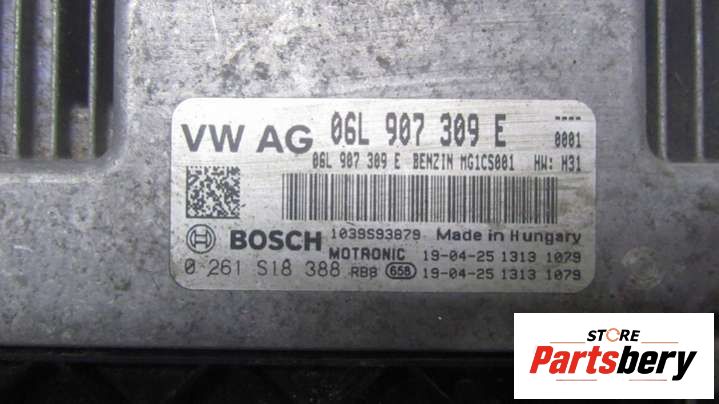 VW AG 06L 907 309 E ----
0001
06L 907 309 E BENZIN MG1CS001 HW: H31
BOSCH 1039S93879 Made in Hungary
MOTRONIC 19-04-25 1313 1079
0 261 S18 388 RBB 658 19-04-25 1313 1079
STORE
Partsbery